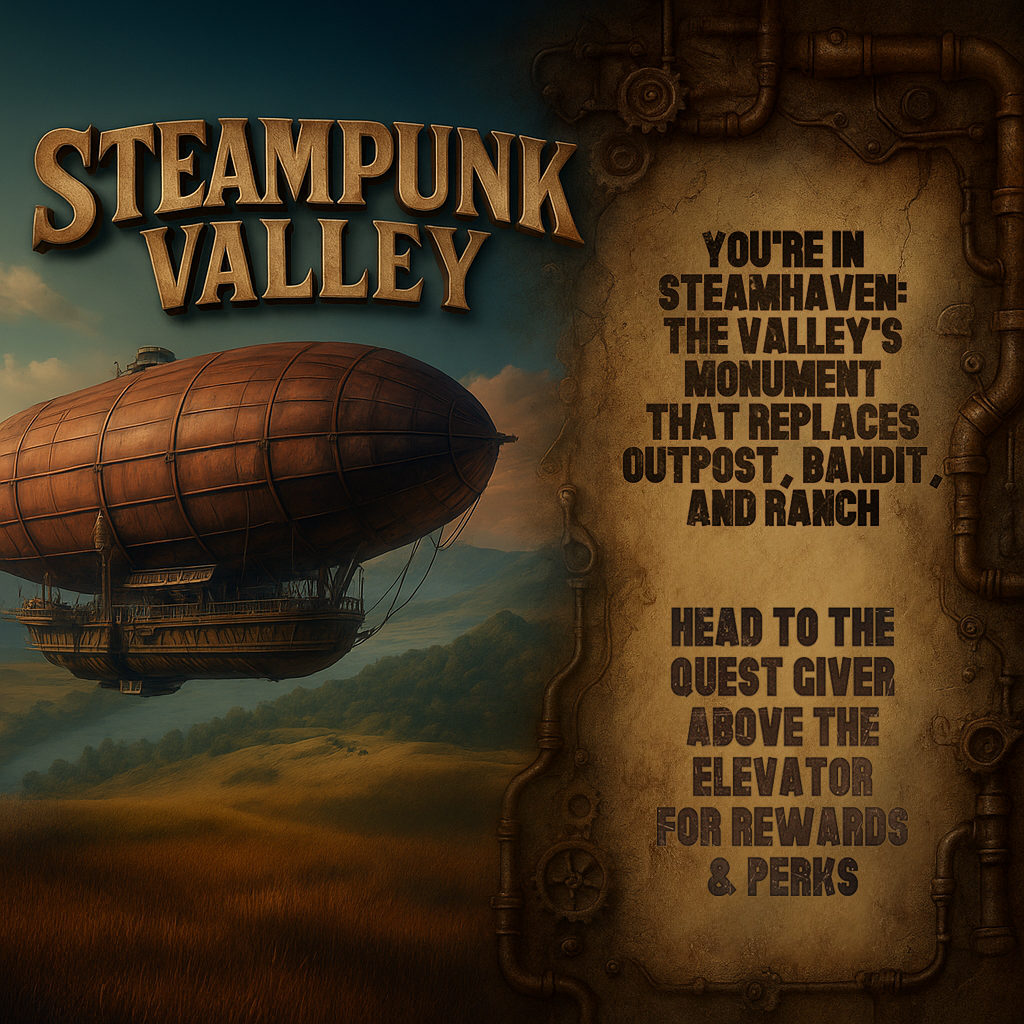 STEAMPUNK
VALLEY
YOU'RE IN
STEAMHAVEN:
THE VALLEY'S
MONUMENT
THAT REPLACES
OUTPOST, BANDIT,
AND RANCH
HEAD TO THE
QUEST GIVER
ABOVE THE
ELEVATOR
FOR REWARDS
& PERKS